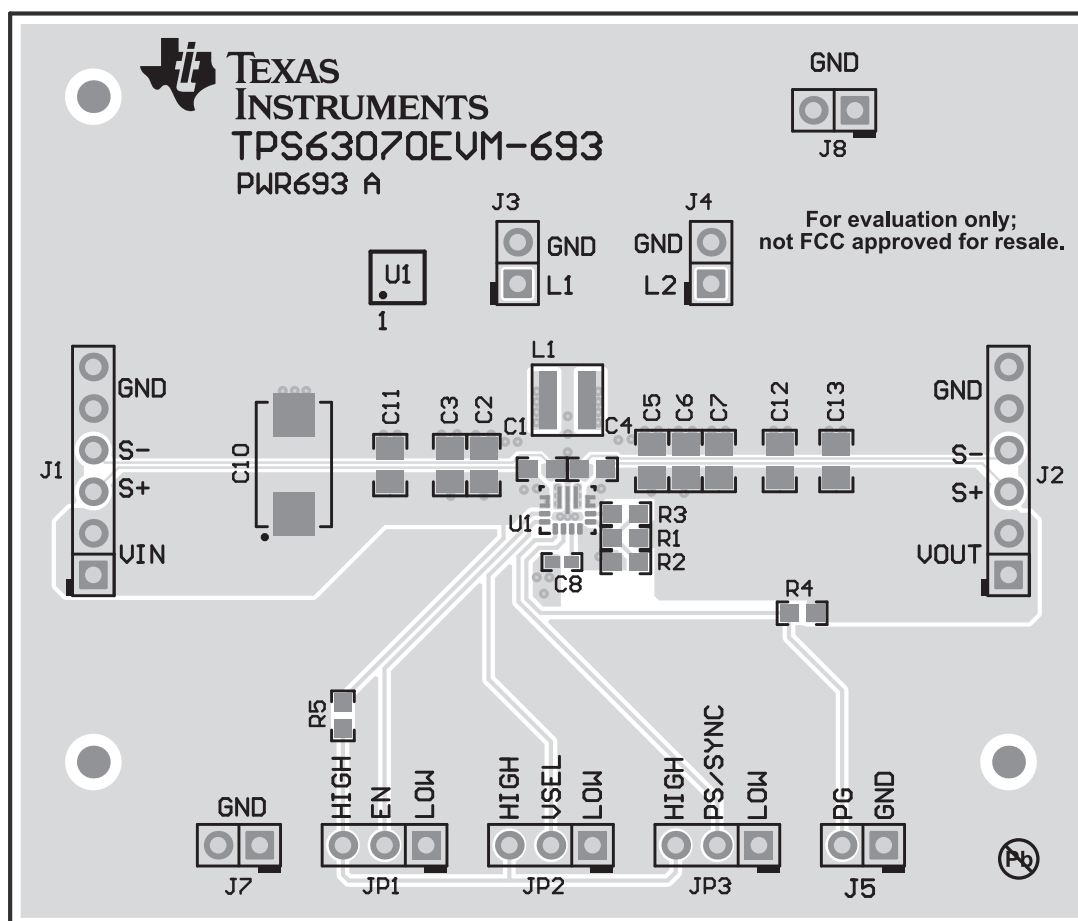 TEXAS
INSTRUMENTS
TPS63070EVM-693
PWR693 A
GND
J8
J3
GND
L1
J4
GND
L2
For evaluation only;
not FCC approved for resale.
U1
1
L1
GND
S-
J1
S+
VIN
C10
C11
C3
C2
C1
C4
C5
C6
C7
C12
C13
GND
S-
J2
S+
VOUT
U1
R3
R1
R2
C8
R4
R5
GND
J7
HIGH
EN
LOW
JP1
HIGH
VSEL
LOW
JP2
HIGH
PS/SYNC
LOW
JP3
PG
GND
J5
Pb